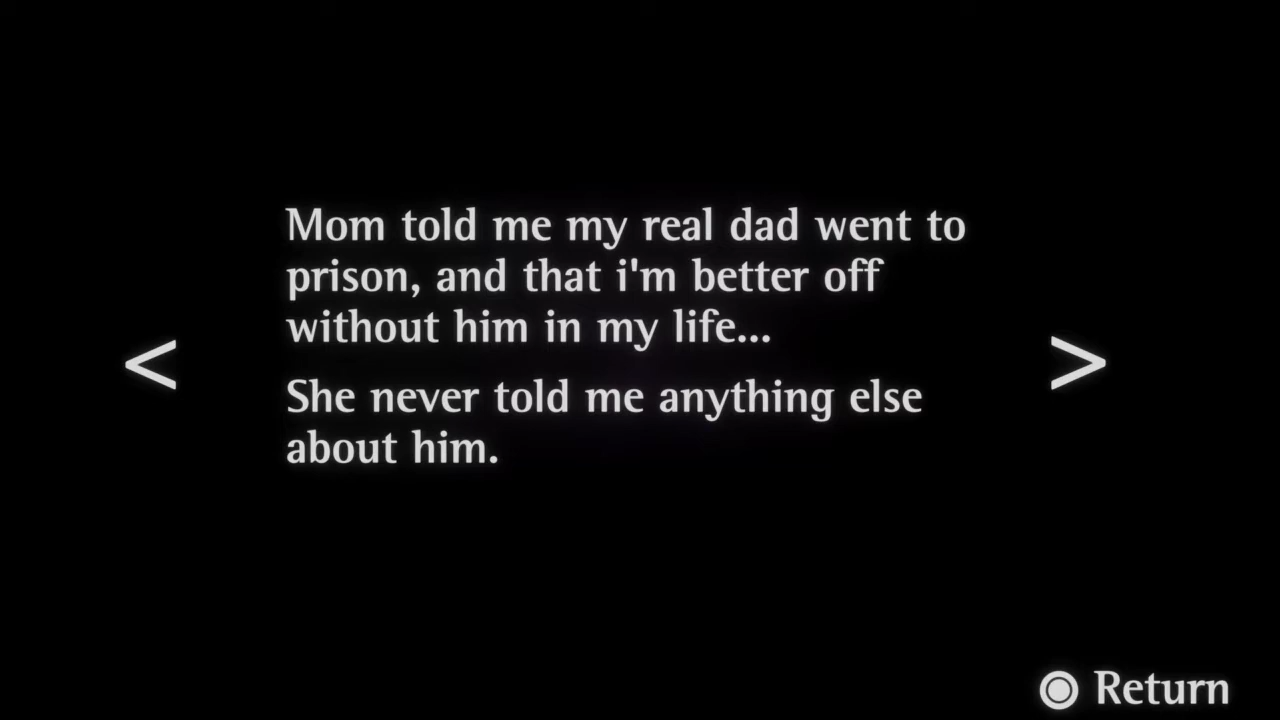 Mom told me my real dad went to
prison, and that i'm better off
without him in my life...
She never told me anything else
about him.
<
>
Return